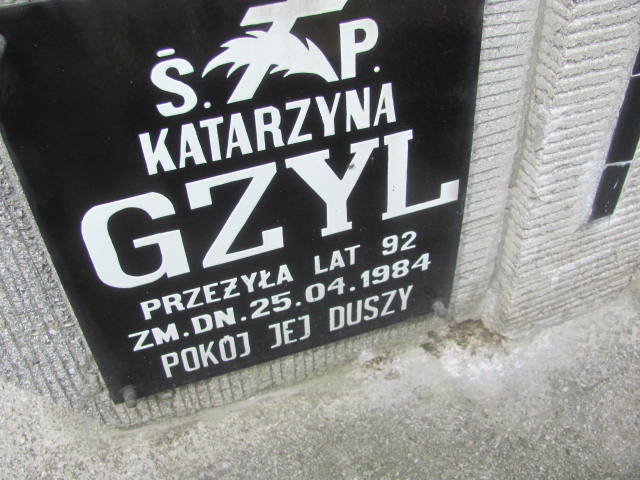 Ś. P.
KATARZYNA
GZYL
PRZEŻYŁA LAT 92
ZM.DN.25.04.1984
POKÓJ JEJ DUSZY